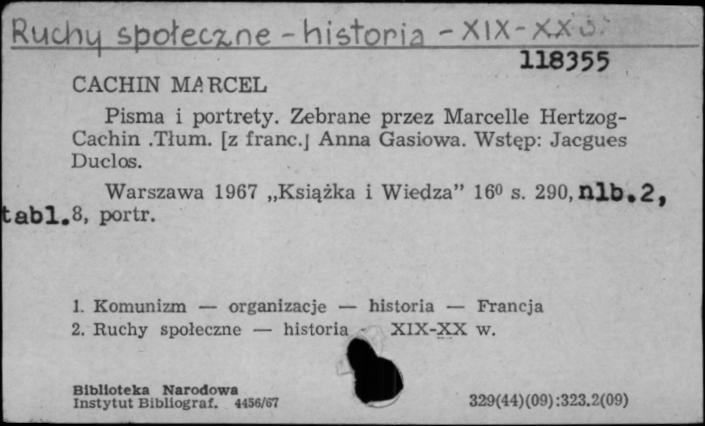 Ruchy społeczne - historia - XIX-XX w.
118355
CACHIN MARCEL
Pisma i portrety. Zebrane przez Marcelle Hertzog-
Cachin .Tłum. [z franc.] Anna Gasiowa. Wstęp: Jacgues
Duclos.
Warszawa 1967 „Książka i Wiedza” 16⁰ s. 290, nlb.2,
tabl.8, portr.
1. Komunizm — organizacje — historia — Francja
2. Ruchy społeczne — historia - XIX-XX w.
Biblioteka Narodowa
Instytut Bibliograf. 4456/67 329(44)(09):323.2(09)